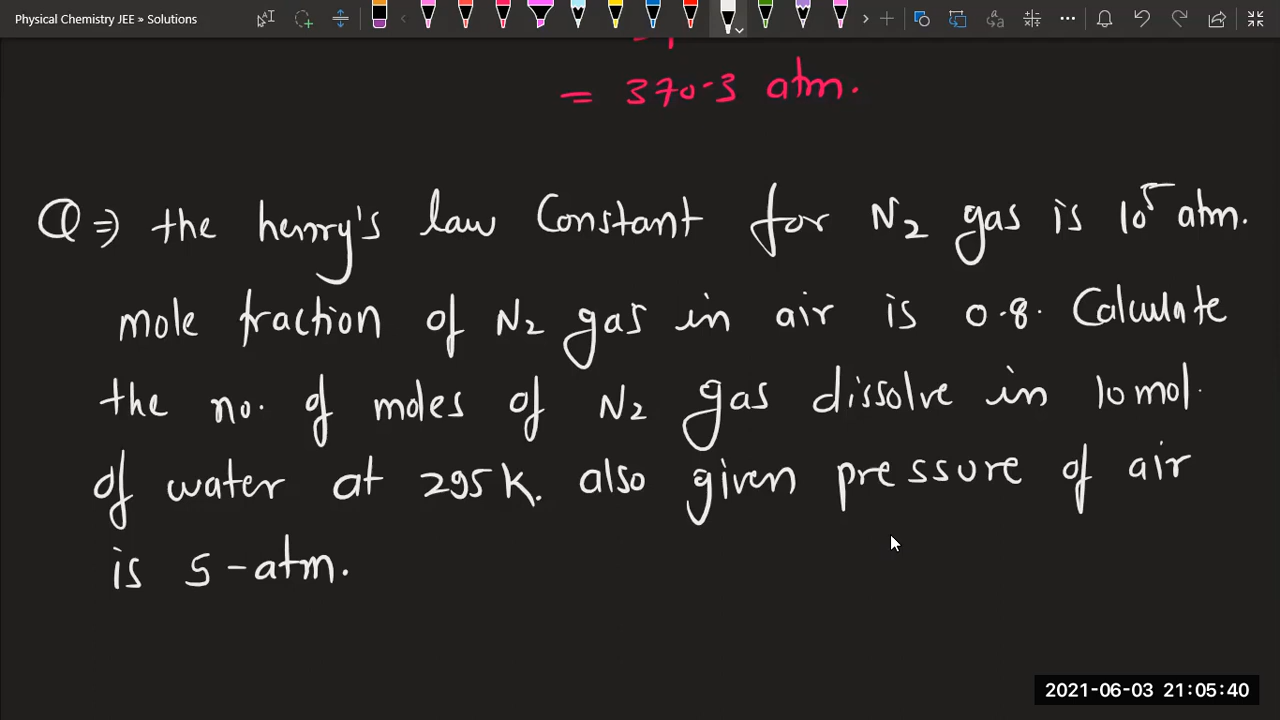 Physical Chemistry JEE » Solutions
= 370.3 atm.
Q ⇒ the henry's law Constant for N₂ gas is 10⁵ atm.
mole fraction of N₂ gas in air is 0.8. Calculate
the no. of moles of N₂ gas dissolve in 10 mol.
of water at 295 K. also given pressure of air
is 5-atm.
2021-06-03 21:05:40